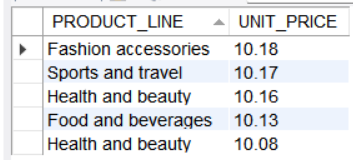 PRODUCT_LINE UNIT_PRICE
Fashion accessories 10.18
Sports and travel 10.17
Health and beauty 10.16
Food and beverages 10.13
Health and beauty 10.08